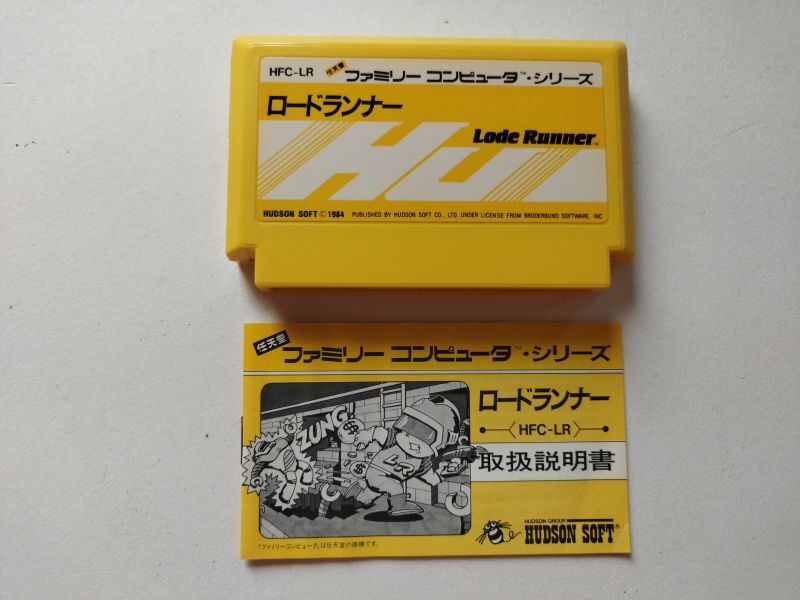 HFC-LR 任天堂 ファミリー コンピュータ™・シリーズ
ロードランナー
Lode Runner™
HU
HUDSON SOFT © 1984 PUBLISHED BY HUDSON SOFT CO., LTD. UNDER LICENSE FROM BRODERBUND SOFTWARE, INC.
任天堂 ファミリー コンピュータ™・シリーズ
ロードランナー
HFC-LR
取扱説明書
ZUNG!!
$
$
$
LR
HUDSON GROUP
HUDSON SOFT®
「ファミリーコンピュータ」は任天堂の商標です。